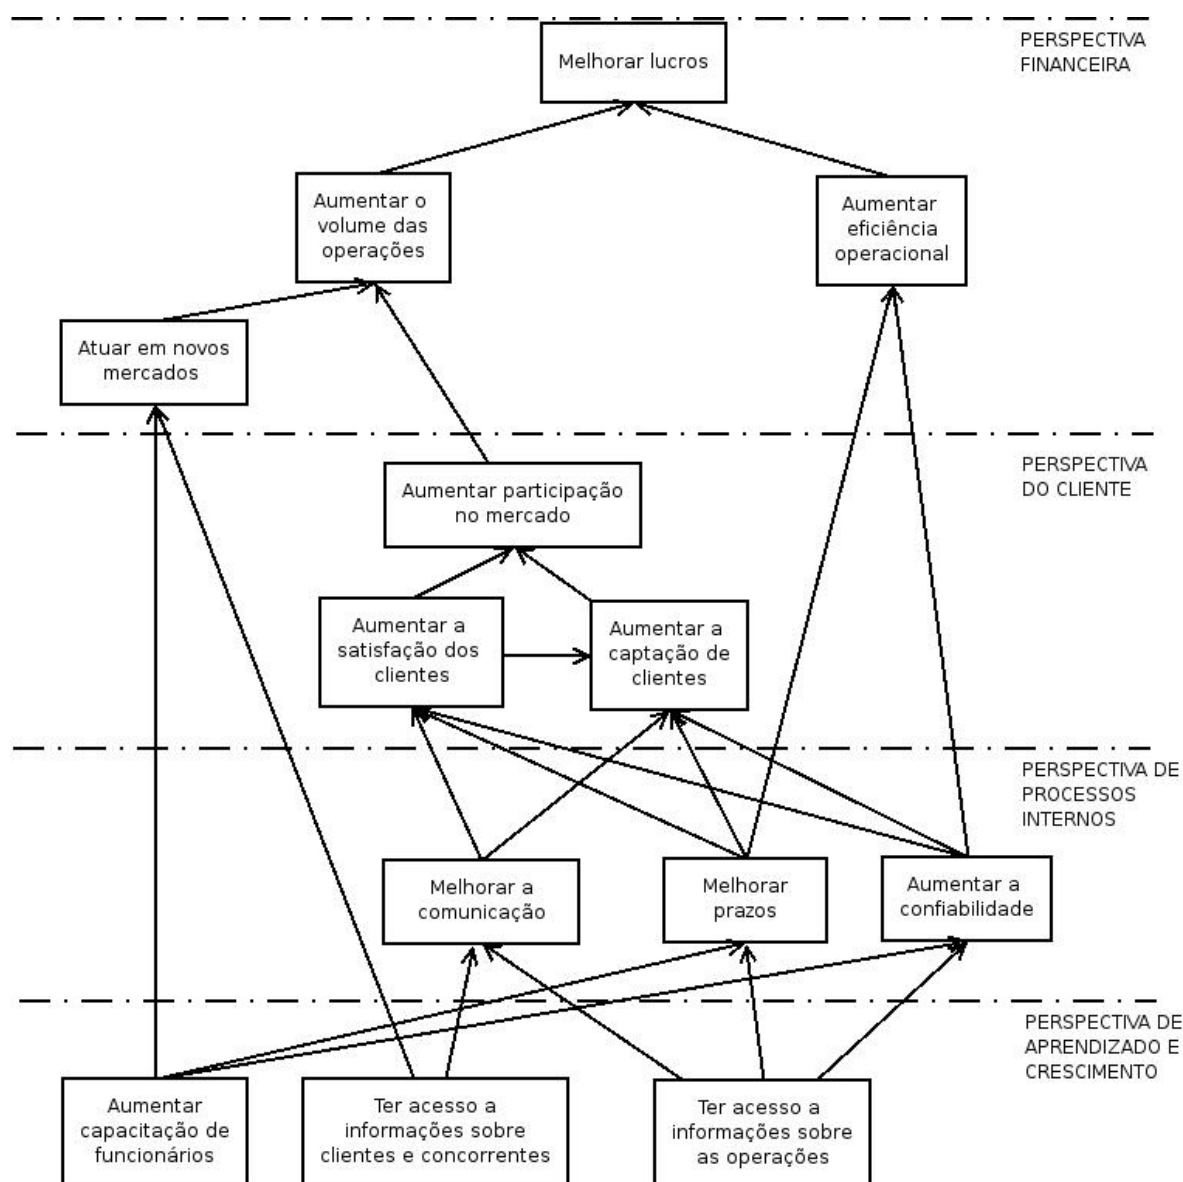 PERSPECTIVA
FINANCEIRA
Melhorar lucros
Aumentar o
volume das
operações
Aumentar
eficiência
operacional
Atuar em novos
mercados
PERSPECTIVA
DO CLIENTE
Aumentar participação
no mercado
Aumentar a
satisfação dos
clientes
Aumentar a
captação de
clientes
PERSPECTIVA DE
PROCESSOS
INTERNOS
Melhorar a
comunicação
Melhorar
prazos
Aumentar a
confiabilidade
PERSPECTIVA DE
APRENDIZADO E
CRESCIMENTO
Aumentar
capacitação de
funcionários
Ter acesso a
informações sobre
clientes e concorrentes
Ter acesso a
informações sobre
as operações